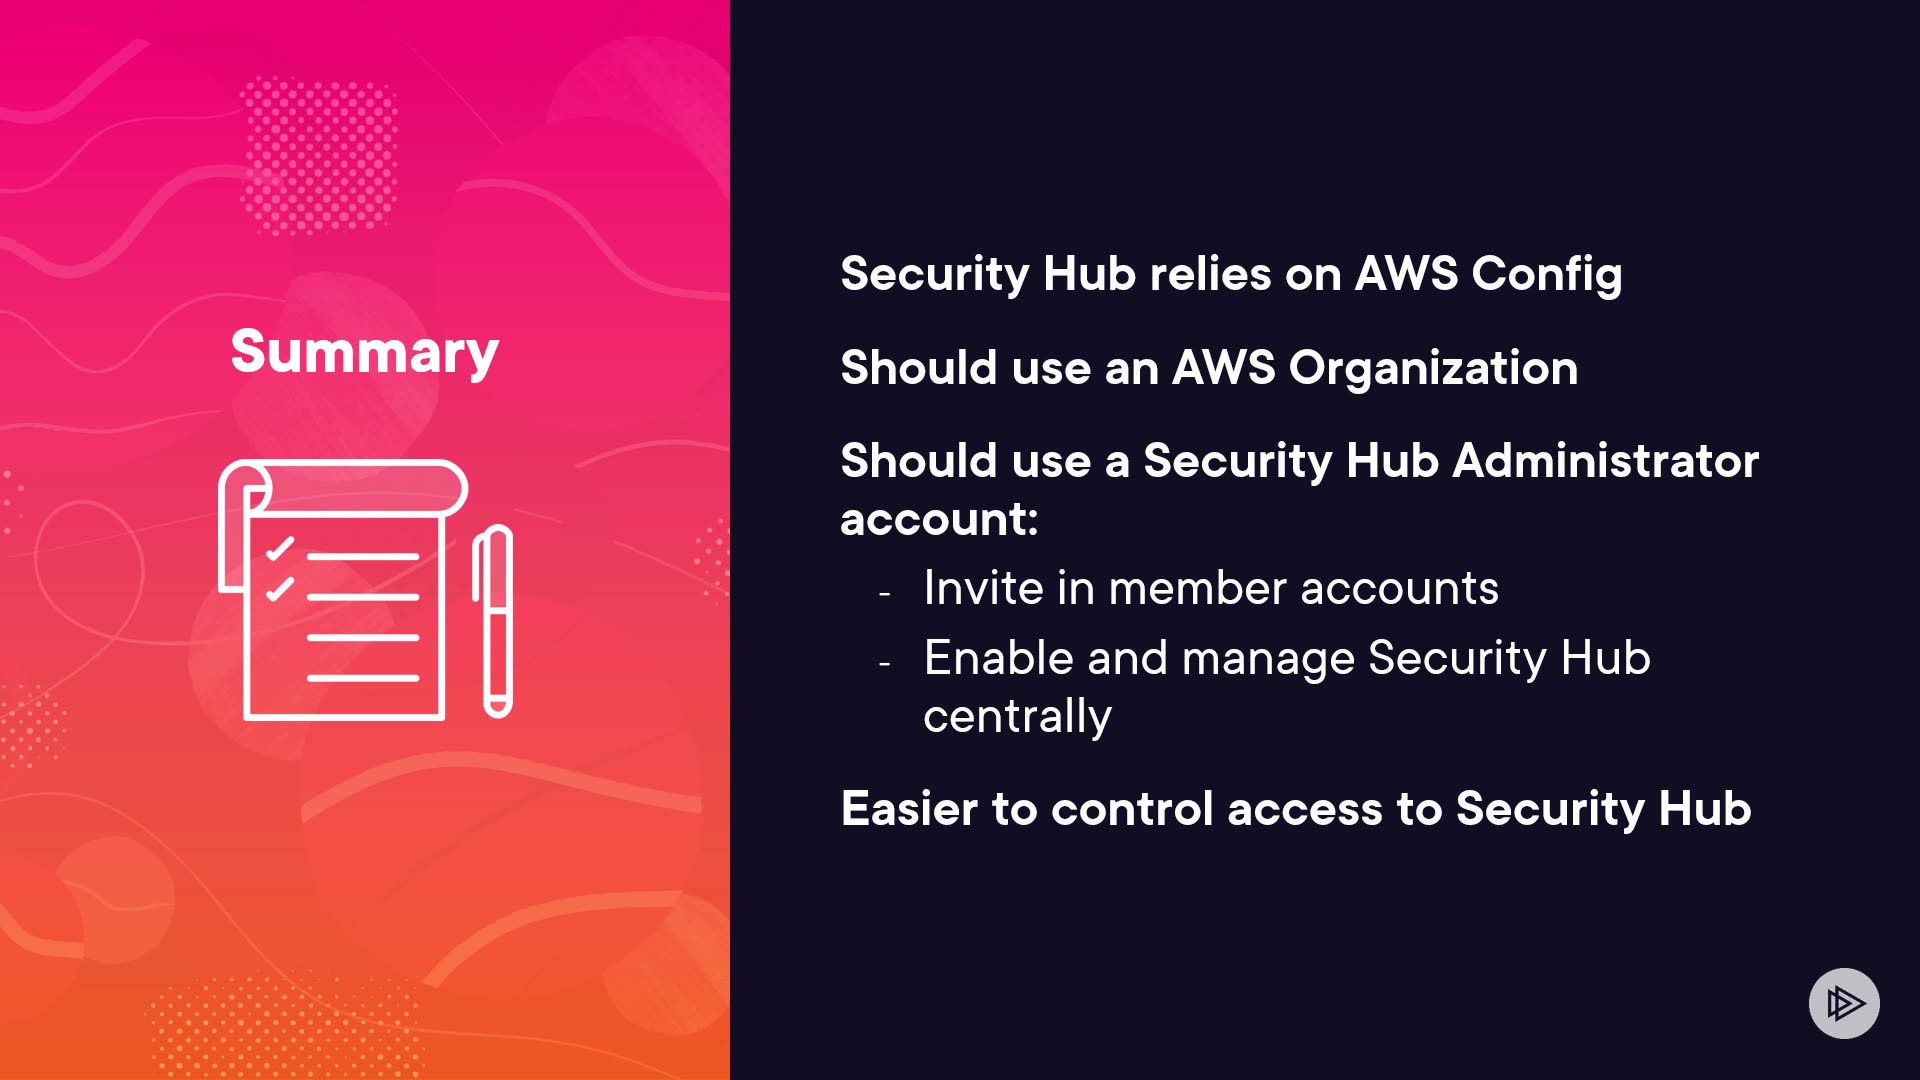 Summary
Security Hub relies on AWS Config
Should use an AWS Organization
Should use a Security Hub Administrator
account:
- Invite in member accounts
- Enable and manage Security Hub
centrally
Easier to control access to Security Hub